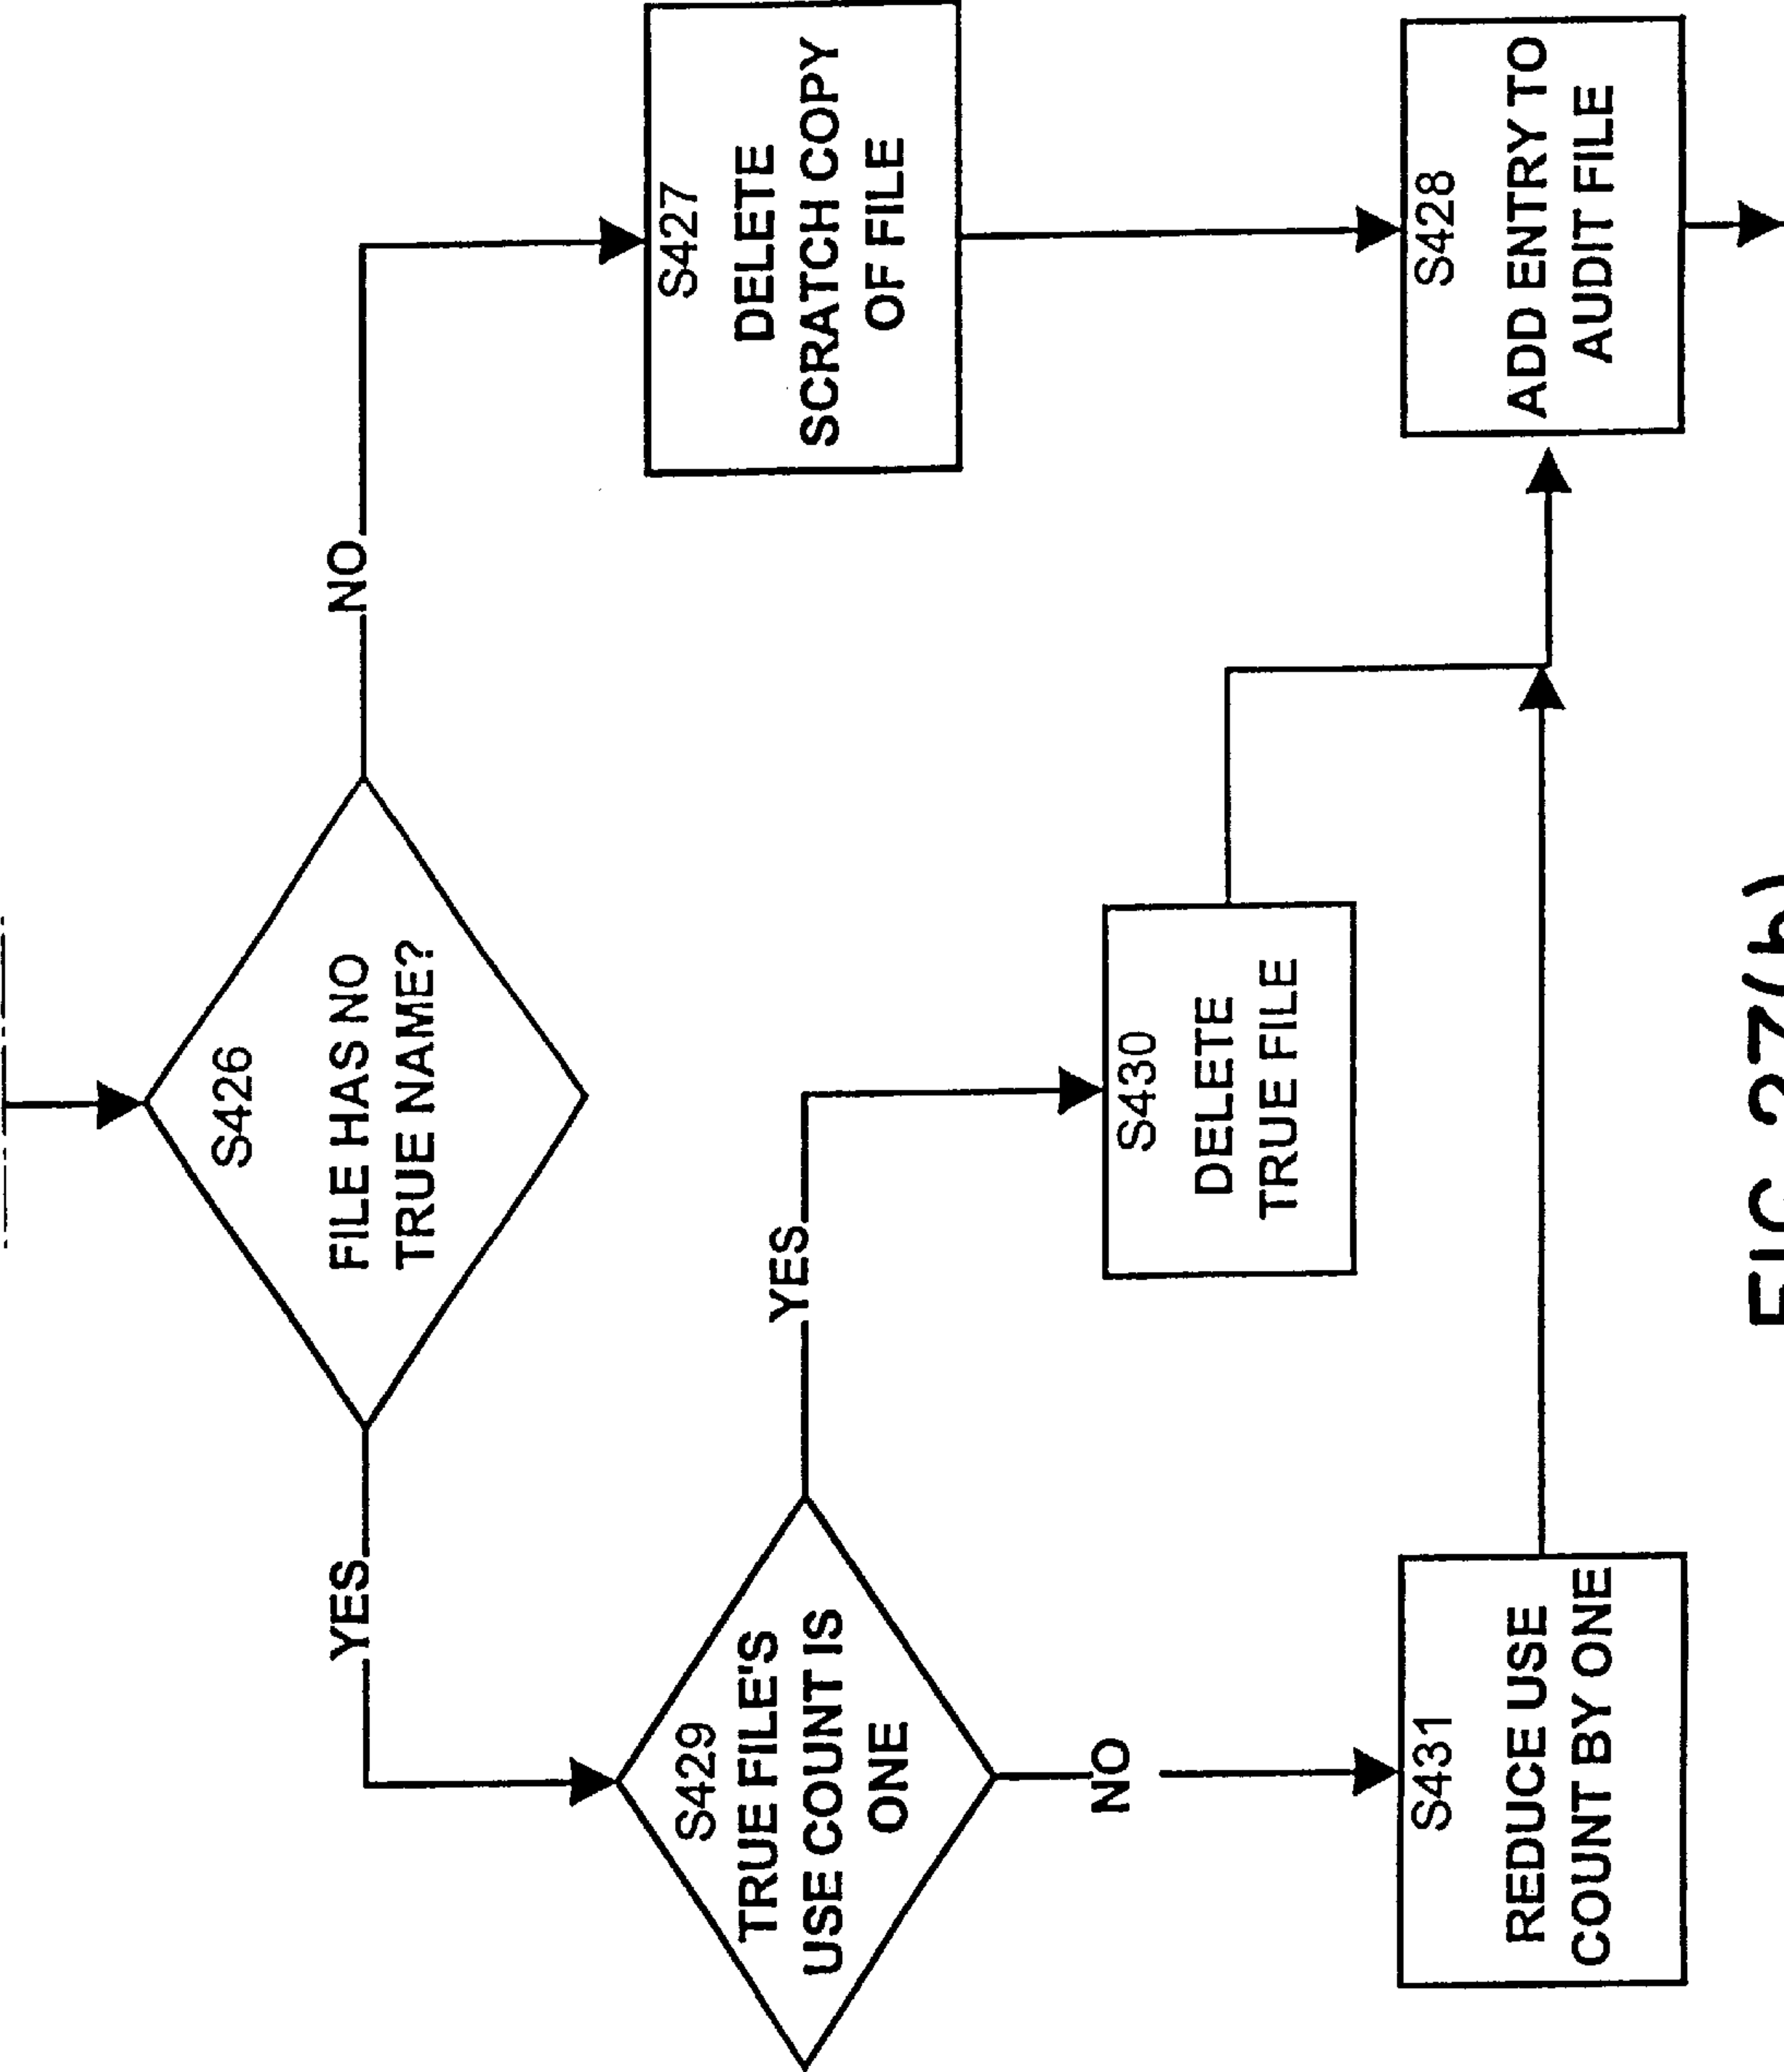 S426
FILE HAS NO
TRUE NAME?
YES
NO
S429
TRUE FILE'S
USE COUNT IS
ONE
YES
NO
S427
DELETE
SCRATCH COPY
OF FILE
S430
DELETE
TRUE FILE
S431
REDUCE USE
COUNT BY ONE
S428
ADD ENTRY TO
AUDIT FILE
FIG. 27(b)